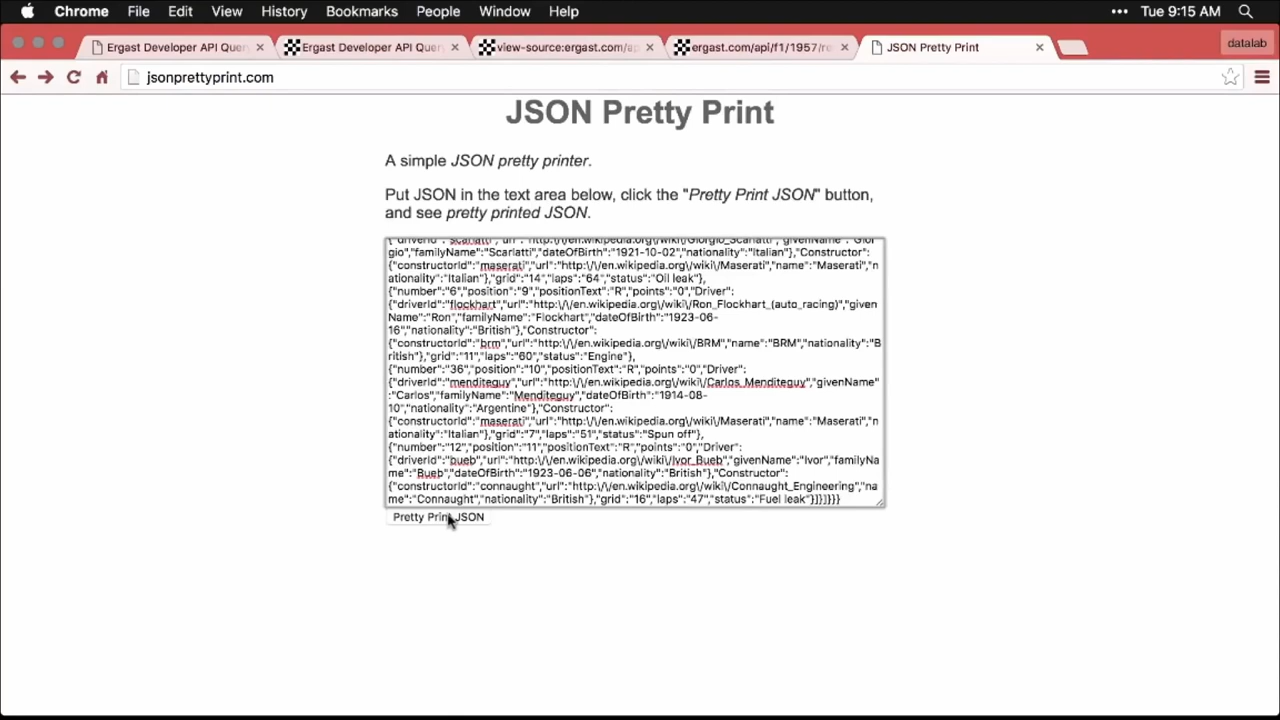 Chrome File Edit View History Bookmarks People Window Help ••• Tue 9:15 AM
Ergast Developer API Quer Ergast Developer API Quer view-source:ergast.com/ap ergast.com/api/f1/1957/re JSON Pretty Print datalab
jsonprettyprint.com
JSON Pretty Print
A simple JSON pretty printer.
Put JSON in the text area below, click the "Pretty Print JSON" button,
and see pretty printed JSON.
{"driverId":"scarlatti","url":"http:\/\/en.wikipedia.org\/wiki\/Giorgio_Scarlatti","givenName":"Gior
gio","familyName":"Scarlatti","dateOfBirth":"1921-10-02","nationality":"Italian"},"Constructor":
{"constructorId":"maserati","url":"http:\/\/en.wikipedia.org\/wiki\/Maserati","name":"Maserati","n
ationality":"Italian"},"grid":"14","laps":"64","status":"Oil leak"},
{"number":"6","position":"9","positionText":"R","points":"0","Driver":
{"driverId":"flockhart","url":"http:\/\/en.wikipedia.org\/wiki\/Ron_Flockhart_(auto_racing)","given
Name":"Ron","familyName":"Flockhart","dateOfBirth":"1923-06-
16","nationality":"British"},"Constructor":
{"constructorId":"brm","url":"http:\/\/en.wikipedia.org\/wiki\/BRM","name":"BRM","nationality":"B
ritish"},"grid":"11","laps":"60","status":"Engine"},
{"number":"36","position":"10","positionText":"R","points":"0","Driver":
{"driverId":"menditeguy","url":"http:\/\/en.wikipedia.org\/wiki\/Carlos_Menditeguy","givenName"
:"Carlos","familyName":"Menditeguy","dateOfBirth":"1914-08-
10","nationality":"Argentine"},"Constructor":
{"constructorId":"maserati","url":"http:\/\/en.wikipedia.org\/wiki\/Maserati","name":"Maserati","n
ationality":"Italian"},"grid":"7","laps":"51","status":"Spun off"},
{"number":"12","position":"11","positionText":"R","points":"0","Driver":
{"driverId":"bueb","url":"http:\/\/en.wikipedia.org\/wiki\/Ivor_Bueb","givenName":"Ivor","familyNa
me":"Bueb","dateOfBirth":"1923-06-06","nationality":"British"},"Constructor":
{"constructorId":"connaught","url":"http:\/\/en.wikipedia.org\/wiki\/Connaught_Engineering","na
me":"Connaught","nationality":"British"},"grid":"16","laps":"47","status":"Fuel leak"}]}]}}}
Pretty Print JSON